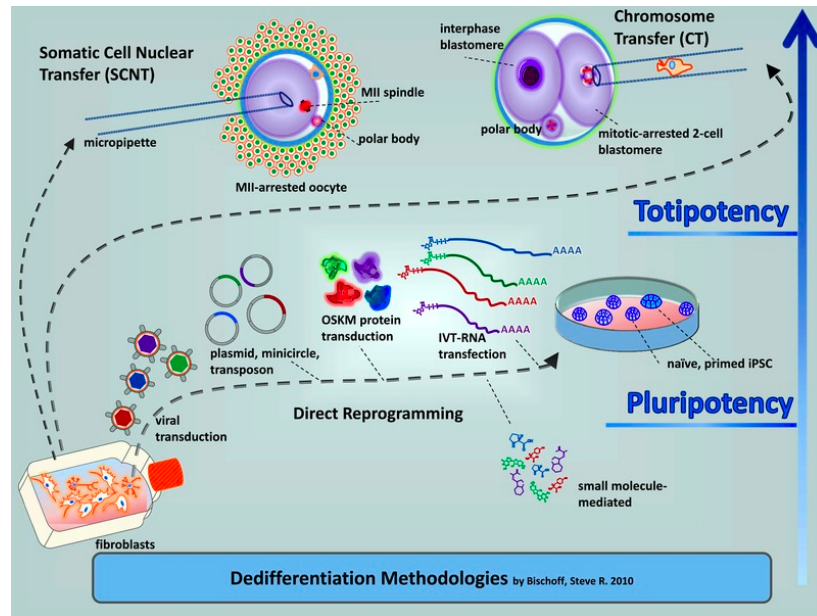 Somatic Cell Nuclear
Transfer (SCNT)
micropipette
MII spindle
polar body
MII-arrested oocyte
interphase
blastomere
Chromosome
Transfer (CT)
polar body
mitotic-arrested 2-cell
blastomere
Totipotency
plasmid, minicircle,
transposon
OSKM protein
transduction
AAAA
AAAA
AAAA
AAAA
IVT-RNA
transfection
naïve, primed iPSC
viral
transduction
Direct Reprogramming
Pluripotency
small molecule-
mediated
fibroblasts
Dedifferentiation Methodologies by Bischoff, Steve R. 2010